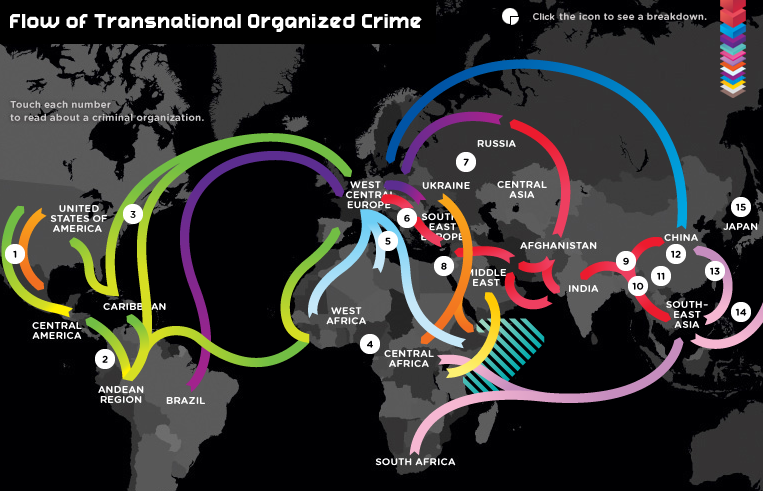 Flow of Transnational Organized Crime
Click the icon to see a breakdown.
Touch each number
to read about a criminal organization.
RUSSIA
7
WEST
CENTRAL
EUROPE
UKRAINE
CENTRAL
ASIA
UNITED
STATES OF
AMERICA
3
6
SOUTH
EAST
EUROPE
15
JAPAN
5
AFGHANISTAN
CHINA
12
1
8
MIDDLE
EAST
INDIA
9
10
11
13
CARIBBEAN
CENTRAL
AMERICA
WEST
AFRICA
SOUTH-
EAST
ASIA
14
2
4
CENTRAL
AFRICA
ANDEAN
REGION
BRAZIL
SOUTH AFRICA